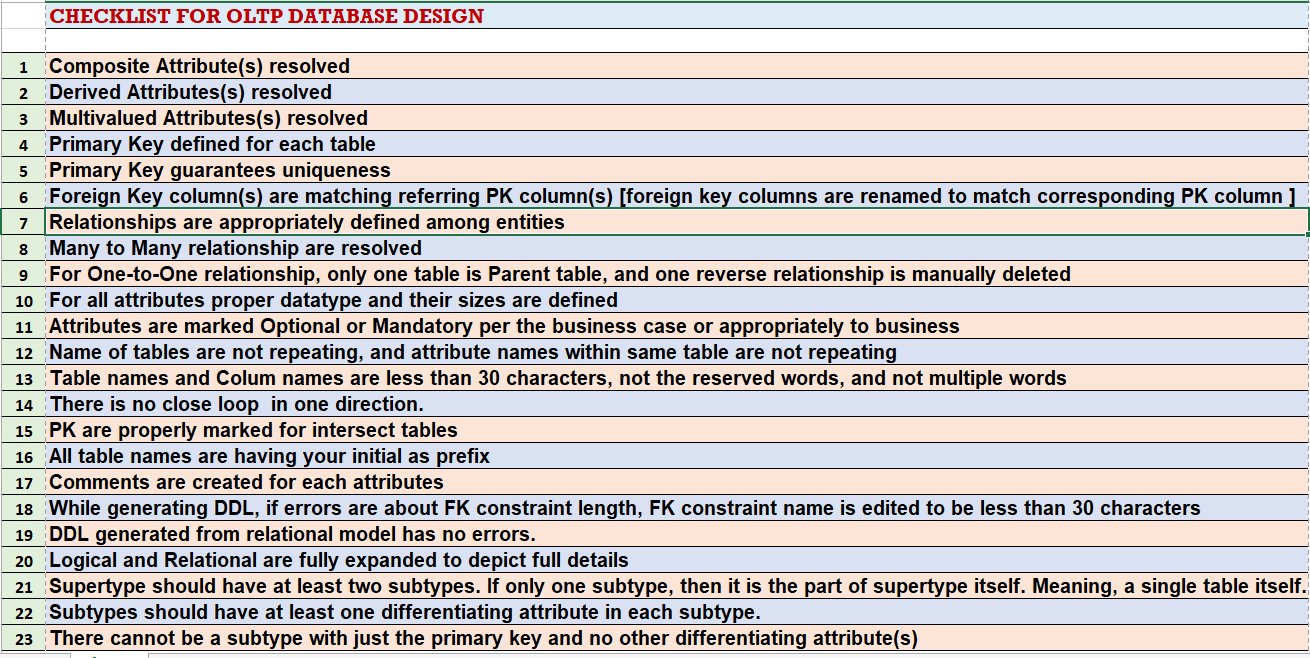 CHECKLIST FOR OLTP DATABASE DESIGN
1 Composite Attribute(s) resolved
2 Derived Attributes(s) resolved
3 Multivalued Attributes(s) resolved
4 Primary Key defined for each table
5 Primary Key guarantees uniqueness
6 Foreign Key column(s) are matching referring PK column(s) [foreign key columns are renamed to match corresponding PK column ]
7 Relationships are appropriately defined among entities
8 Many to Many relationship are resolved
9 For One-to-One relationship, only one table is Parent table, and one reverse relationship is manually deleted
10 For all attributes proper datatype and their sizes are defined
11 Attributes are marked Optional or Mandatory per the business case or appropriately to business
12 Name of tables are not repeating, and attribute names within same table are not repeating
13 Table names and Colum names are less than 30 characters, not the reserved words, and not multiple words
14 There is no close loop  in one direction.
15 PK are properly marked for intersect tables
16 All table names are having your initial as prefix
17 Comments are created for each attributes
18 While generating DDL, if errors are about FK constraint length, FK constraint name is edited to be less than 30 characters
19 DDL generated from relational model has no errors.
20 Logical and Relational are fully expanded to depict full details
21 Supertype should have at least two subtypes. If only one subtype, then it is the part of supertype itself. Meaning, a single table itself.
22 Subtypes should have at least one differentiating attribute in each subtype.
23 There cannot be a subtype with just the primary key and no other differentiating attribute(s)